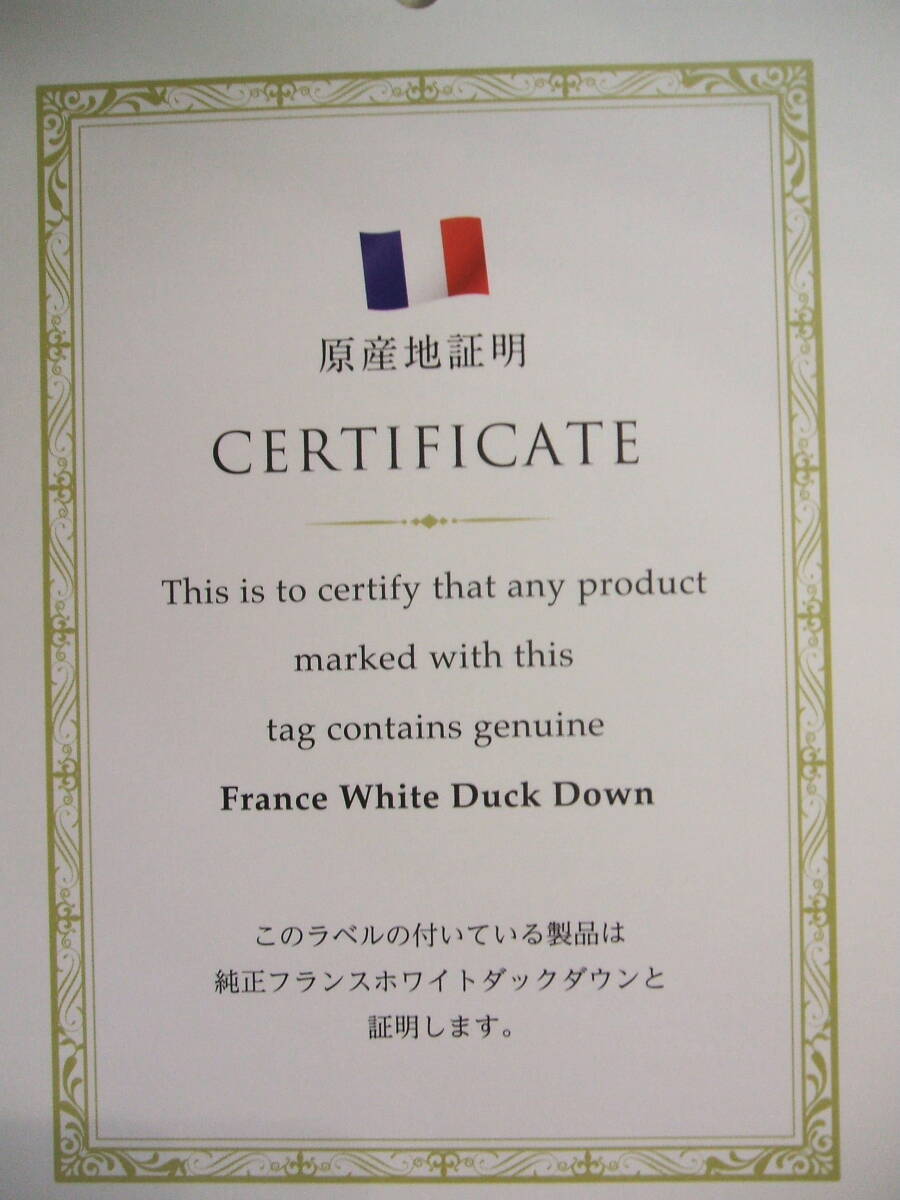 原産地証明
CERTIFICATE
This is to certify that any product
marked with this
tag contains genuine
France White Duck Down
このラベルの付いている製品は
純正フランスホワイトダックダウンと
証明します。